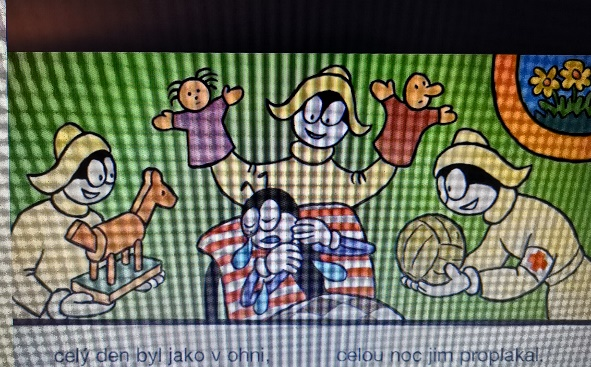 celý den byl jako v ohni, celou noc jim proplakal.